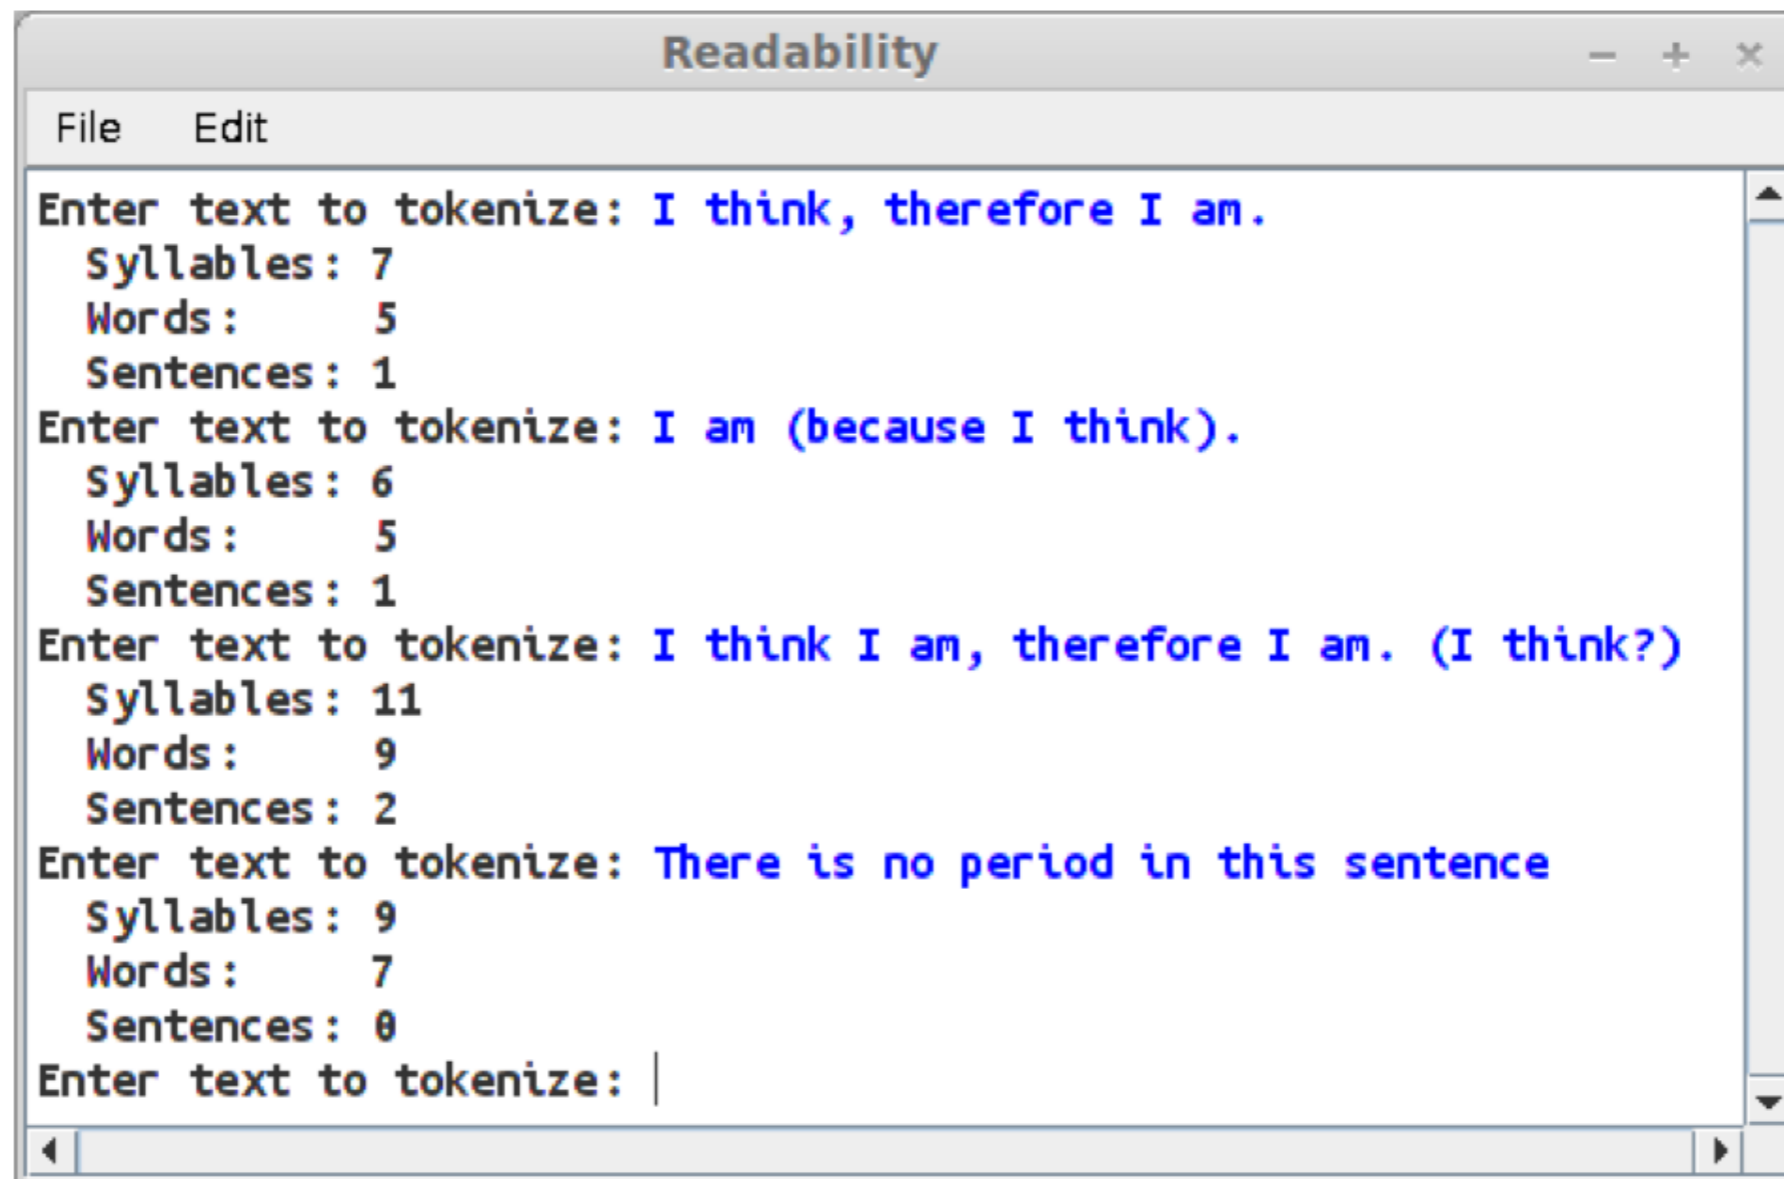 Readability
File Edit
Enter text to tokenize: I think, therefore I am.
Syllables: 7
Words: 5
Sentences: 1
Enter text to tokenize: I am (because I think).
Syllables: 6
Words: 5
Sentences: 1
Enter text to tokenize: I think I am, therefore I am. (I think?)
Syllables: 11
Words: 9
Sentences: 2
Enter text to tokenize: There is no period in this sentence
Syllables: 9
Words: 7
Sentences: 0
Enter text to tokenize: